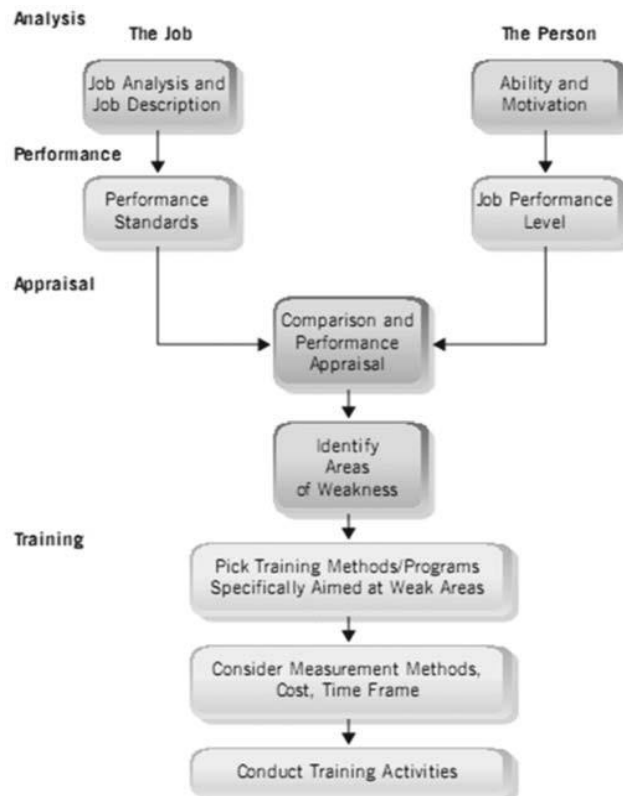 Analysis
The Job
The Person
Job Analysis and
Job Description
Ability and
Motivation
Performance
Performance
Standards
Job Performance
Level
Appraisal
Comparison and
Performance
Appraisal
Identify
Areas
of Weakness
Training
Pick Training Methods/Programs
Specifically Aimed at Weak Areas
Consider Measurement Methods,
Cost, Time Frame
Conduct Training Activities